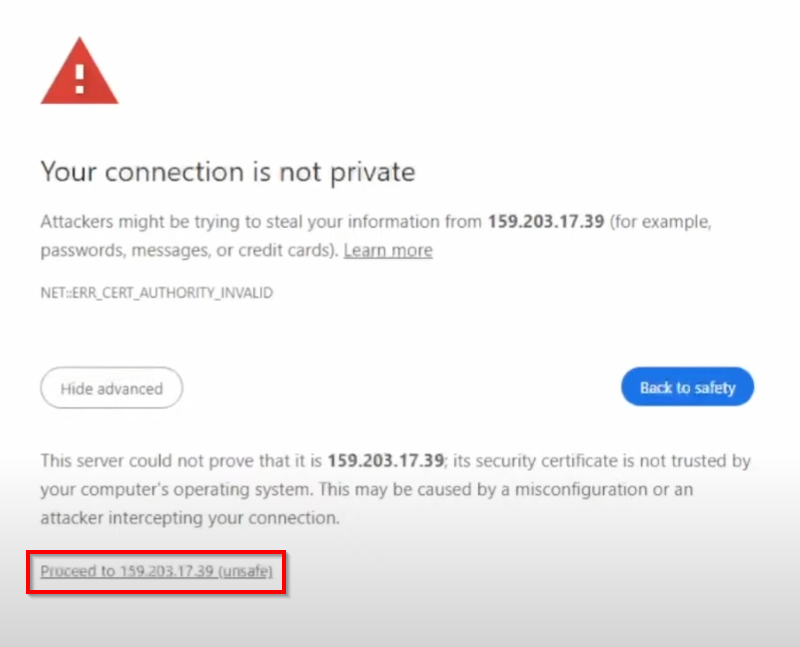 Your connection is not private
Attackers might be trying to steal your information from 159.203.17.39 (for example,
passwords, messages, or credit cards). Learn more
NET::ERR_CERT_AUTHORITY_INVALID
Hide advanced
Back to safety
This server could not prove that it is 159.203.17.39; its security certificate is not trusted by
your computer's operating system. This may be caused by a misconfiguration or an
attacker intercepting your connection.
Proceed to 159.203.17.39 (unsafe)